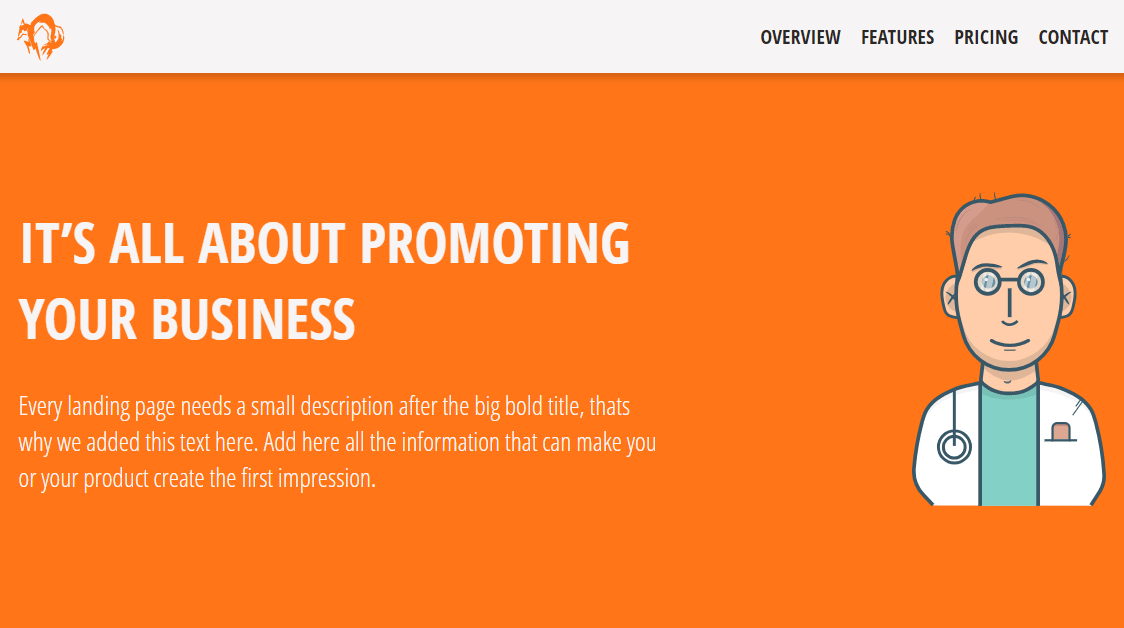 OVERVIEW FEATURES PRICING CONTACT
IT’S ALL ABOUT PROMOTING
YOUR BUSINESS
Every landing page needs a small description after the big bold title, thats
why we added this text here. Add here all the information that can make you
or your product create the first impression.